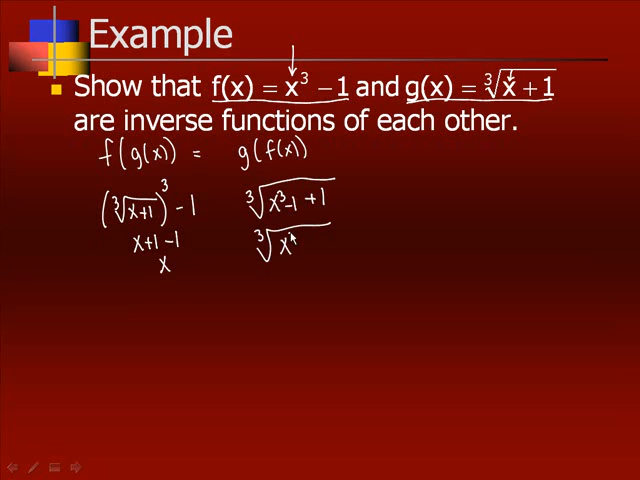 Example
Show that f(x) = x³ − 1 and g(x) = ∛(x + 1)
are inverse functions of each other.
f(g(x)) = g(f(x))
(∛(x+1))³ − 1 ∛(x³−1+1)
x+1−1 ∛(x³)
x